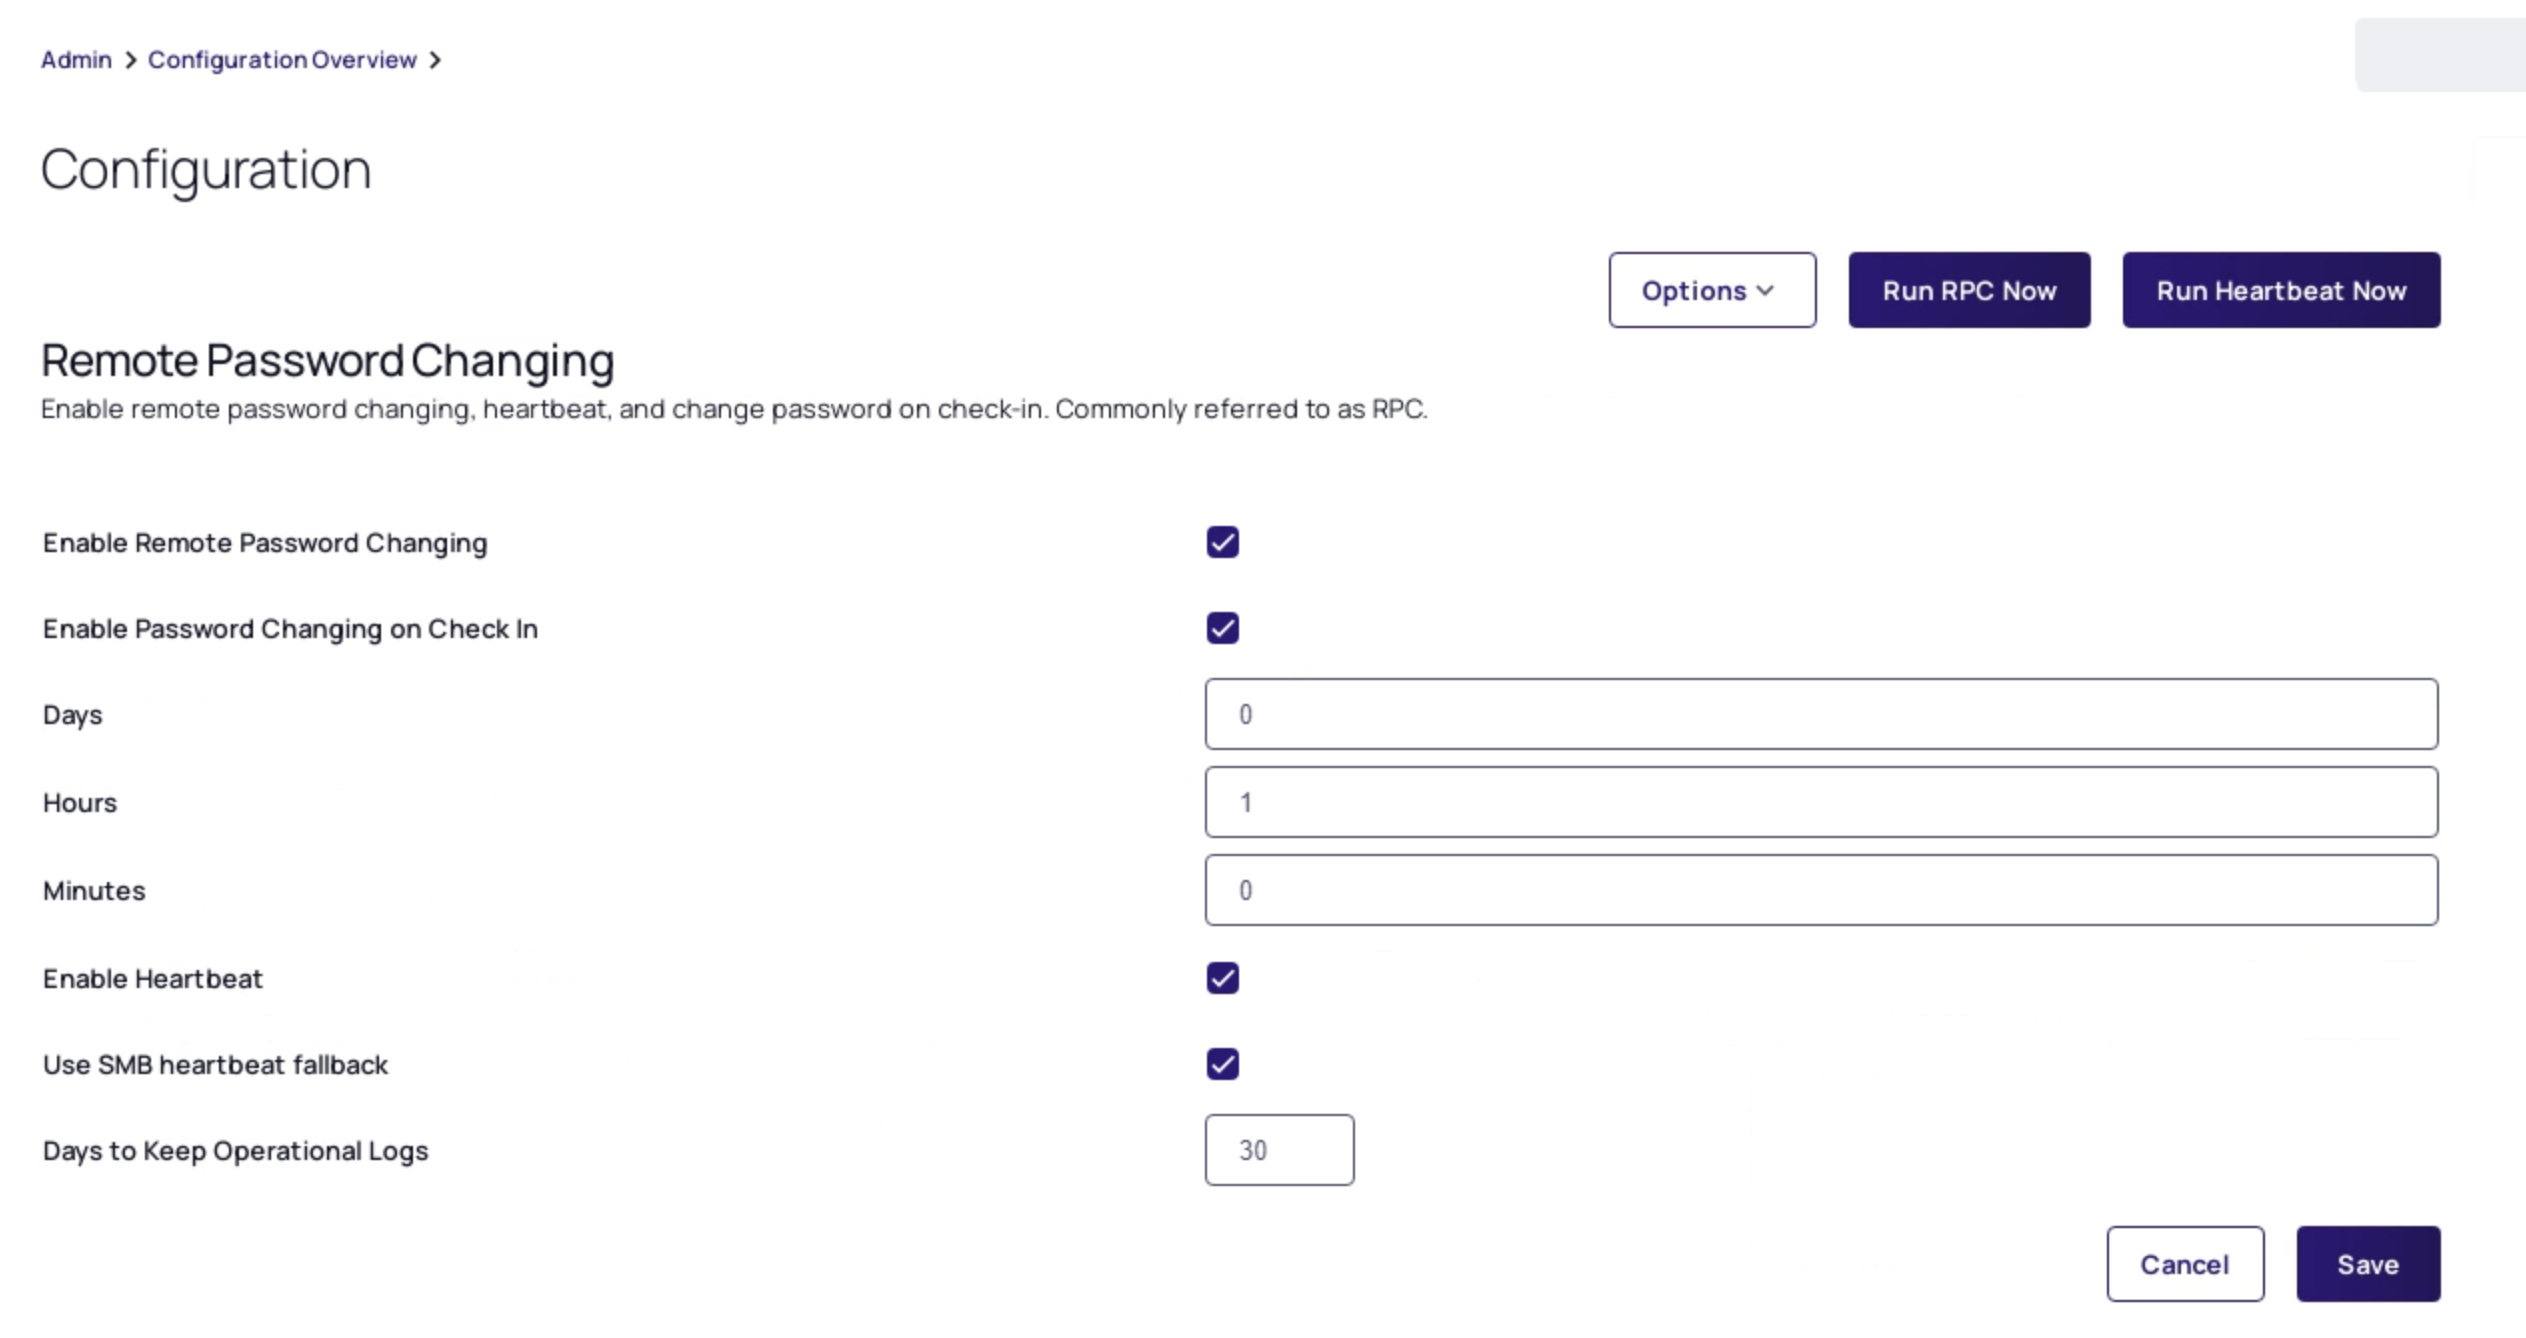 Admin > Configuration Overview >
Configuration
Options Run RPC Now Run Heartbeat Now
Remote Password Changing
Enable remote password changing, heartbeat, and change password on check-in. Commonly referred to as RPC.
Enable Remote Password Changing
Enable Password Changing on Check In
Days 0
Hours 1
Minutes 0
Enable Heartbeat
Use SMB heartbeat fallback
Days to Keep Operational Logs 30
Cancel Save